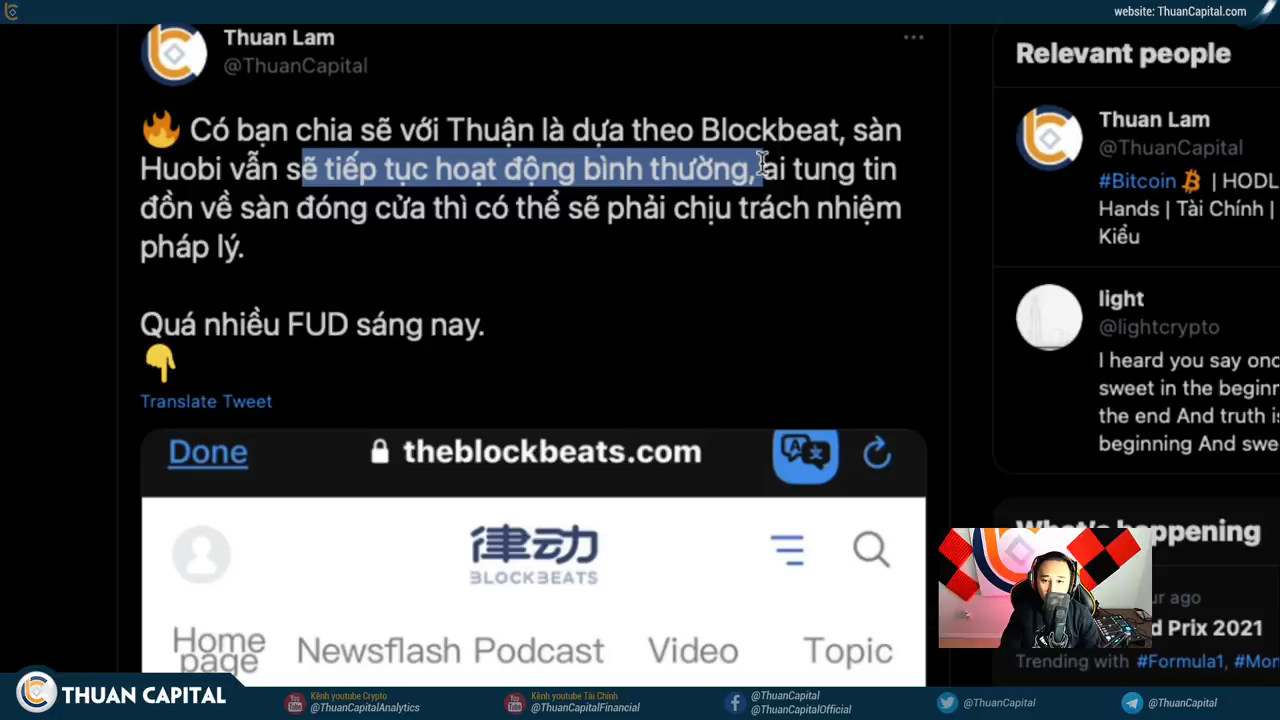 website: ThuanCapital.com
Thuan Lam
@ThuanCapital
Có bạn chia sẽ với Thuận là dựa theo Blockbeat, sàn
Huobi vẫn sẽ tiếp tục hoạt động bình thường, ai tung tin
đồn về sàn đóng cửa thì có thể sẽ phải chịu trách nhiệm
pháp lý.
Quá nhiều FUD sáng nay.
Translate Tweet
Done
theblockbeats.com
律动
BLOCKBEATS
Home
page
Newsflash
Podcast
Video
Topic
Relevant people
Thuan Lam
@ThuanCapital
#Bitcoin | HODL
Hands | Tài Chính |
Kiểu
light
@lightcrypto
I heard you say onc
sweet in the beginn
the end And truth is
beginning And swe
What's happening
ur ago
d Prix 2021
Trending with #Formula1, #Mon
THUAN CAPITAL
Kênh youtube Crypto
@ThuanCapitalAnalytics
Kênh youtube Tài Chính
@ThuanCapitalFinancial
@ThuanCapital
@ThuanCapitalOfficial
@ThuanCapital
@ThuanCapital